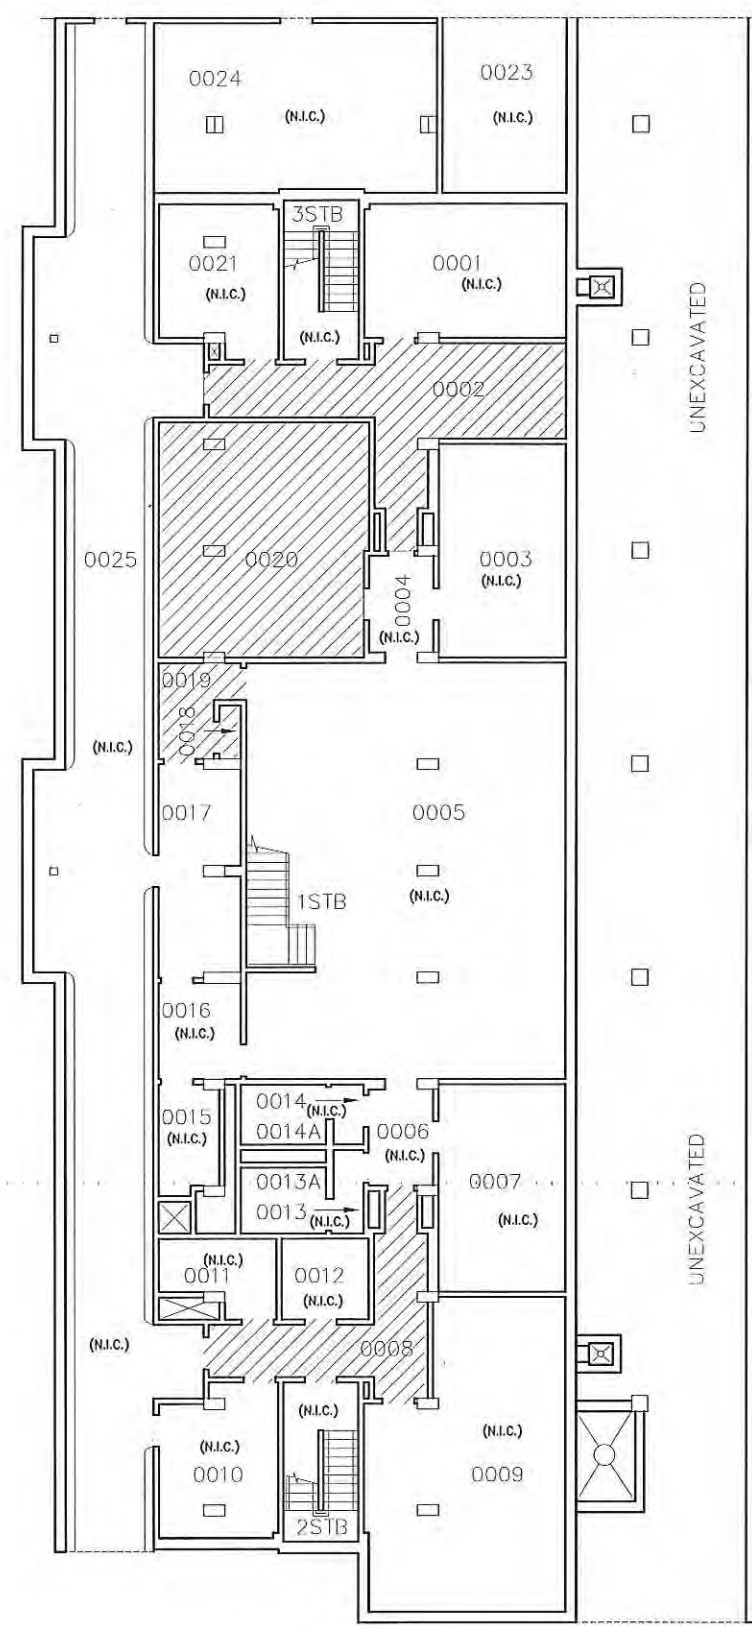 0024
(N.I.C.)
0023
(N.I.C.)
3STB
(N.I.C.)
0021
(N.I.C.)
0001
(N.I.C.)
UNEXCAVATED
0002
0025
(N.I.C.)
0020
0003
(N.I.C.)
0004
(N.I.C.)
0019
0018
0017
0005
(N.I.C.)
1STB
0016
(N.I.C.)
0015
(N.I.C.)
0014
(N.I.C.)
0014A
0006
(N.I.C.)
0013A
0013
(N.I.C.)
0007
(N.I.C.)
UNEXCAVATED
(N.I.C.)
0011
0012
(N.I.C.)
(N.I.C.)
0008
(N.I.C.)
(N.I.C.)
0010
(N.I.C.)
0009
2STB